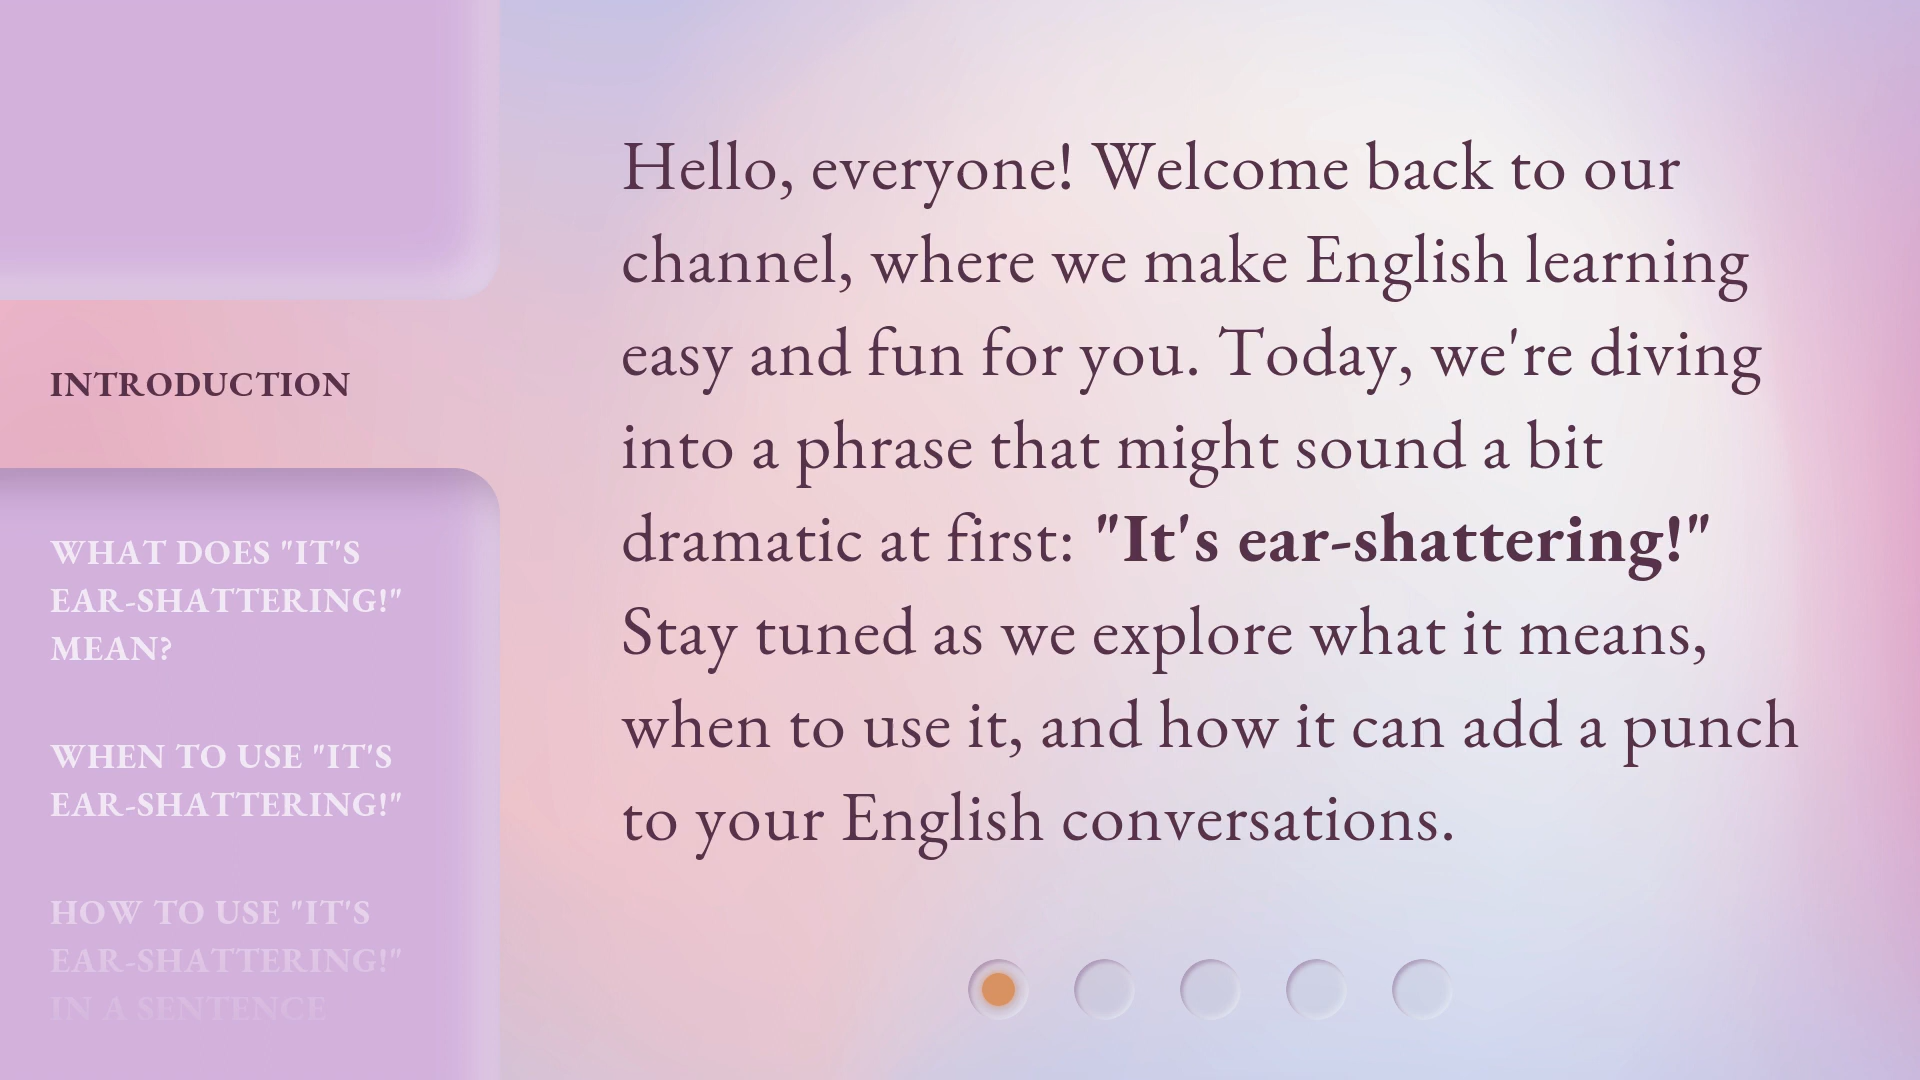 INTRODUCTION
WHAT DOES "IT'S
EAR-SHATTERING!"
MEAN?
WHEN TO USE "IT'S
EAR-SHATTERING!"
HOW TO USE "IT'S
EAR-SHATTERING!"
IN A SENTENCE
Hello, everyone! Welcome back to our
channel, where we make English learning
easy and fun for you. Today, we're diving
into a phrase that might sound a bit
dramatic at first: "It's ear-shattering!"
Stay tuned as we explore what it means,
when to use it, and how it can add a punch
to your English conversations.